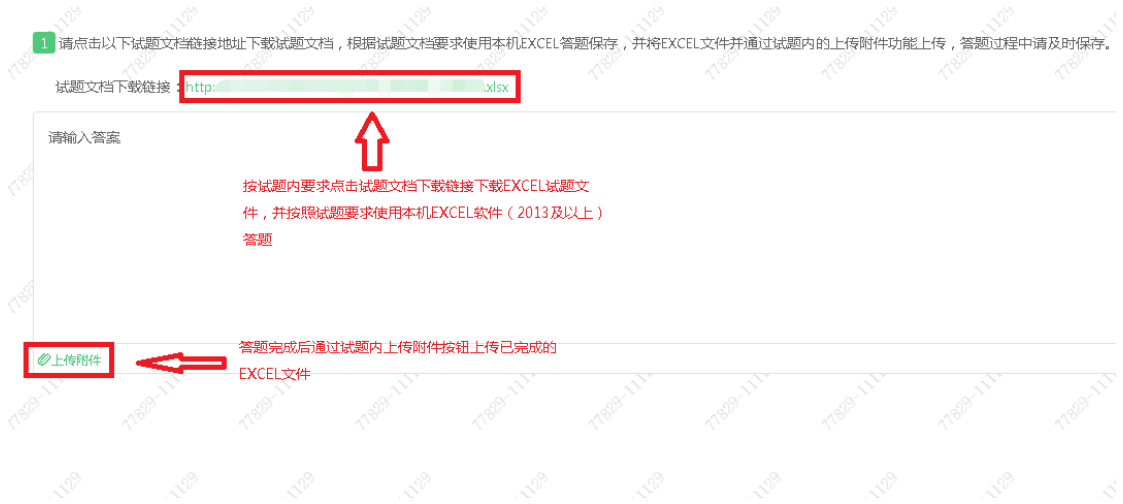 1 请点击以下试题文档链接地址下载试题文档，根据试题文档要求使用本机EXCEL答题保存，并将EXCEL文件并通过试题内的上传附件功能上传，答题过程中请及时保存。
试题文档下载链接：http: .xlsx
请输入答案
按试题内要求点击试题文档下载链接下载EXCEL试题文
件，并按照试题要求使用本机EXCEL软件（2013及以上）
答题
答题完成后通过试题内上传附件按钮上传已完成的
上传附件
EXCEL文件
77829-11129